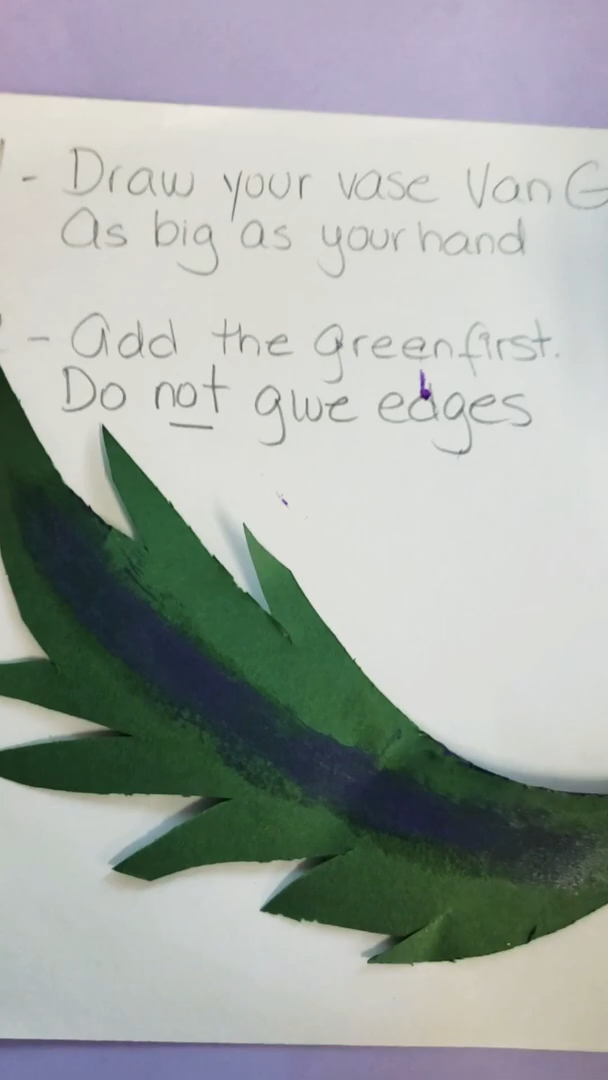 - Draw your vase Van G
As big as your hand
- Add the green first.
Do not glue edges